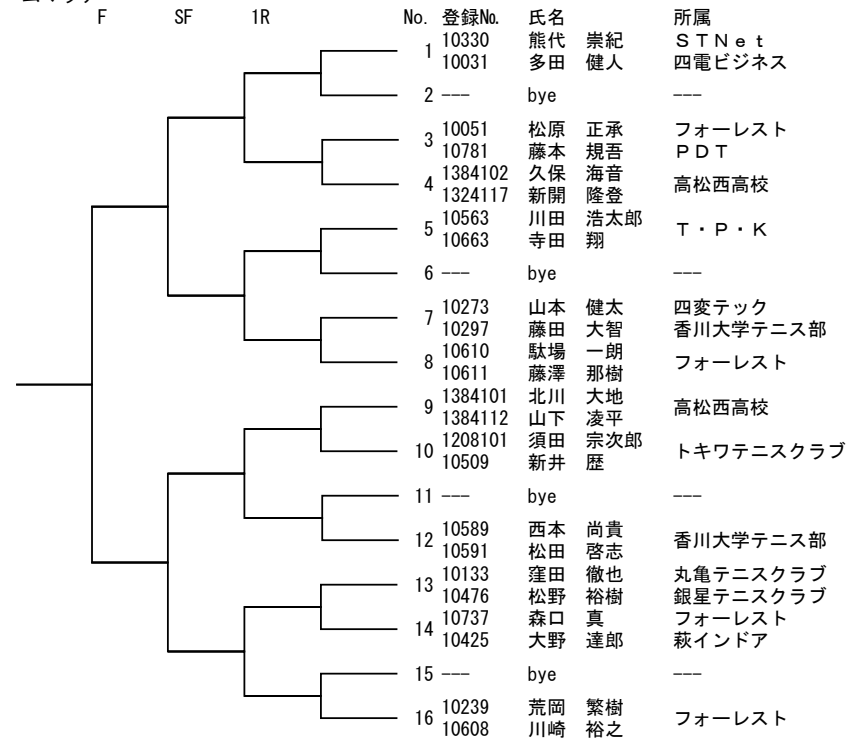 F SF 1R No. 登録No. 氏名 所属
1 10330 熊代 崇紀 ＳＴＮｅｔ
10031 多田 健人 四電ビジネス
2 --- bye ---
3 10051 松原 正承 フォーレスト
10781 藤本 規吾 ＰＤＴ
4 1384102 久保 海音 高松西高校
1324117 新開 隆登
5 10563 川田 浩太郎 Ｔ・Ｐ・Ｋ
10663 寺田 翔
6 --- bye ---
7 10273 山本 健太 四変テック
10297 藤田 大智 香川大学テニス部
8 10610 駄場 一朗 フォーレスト
10611 藤澤 那樹
9 1384101 北川 大地 高松西高校
1384112 山下 凌平
10 1208101 須田 宗次郎 トキワテニスクラブ
10509 新井 歴
11 --- bye ---
12 10589 西本 尚貴 香川大学テニス部
10591 松田 啓志
13 10133 窪田 徹也 丸亀テニスクラブ
10476 松野 裕樹 銀星テニスクラブ
14 10737 森口 真 フォーレスト
10425 大野 達郎 萩インドア
15 --- bye ---
16 10239 荒岡 繁樹 フォーレスト
10608 川崎 裕之